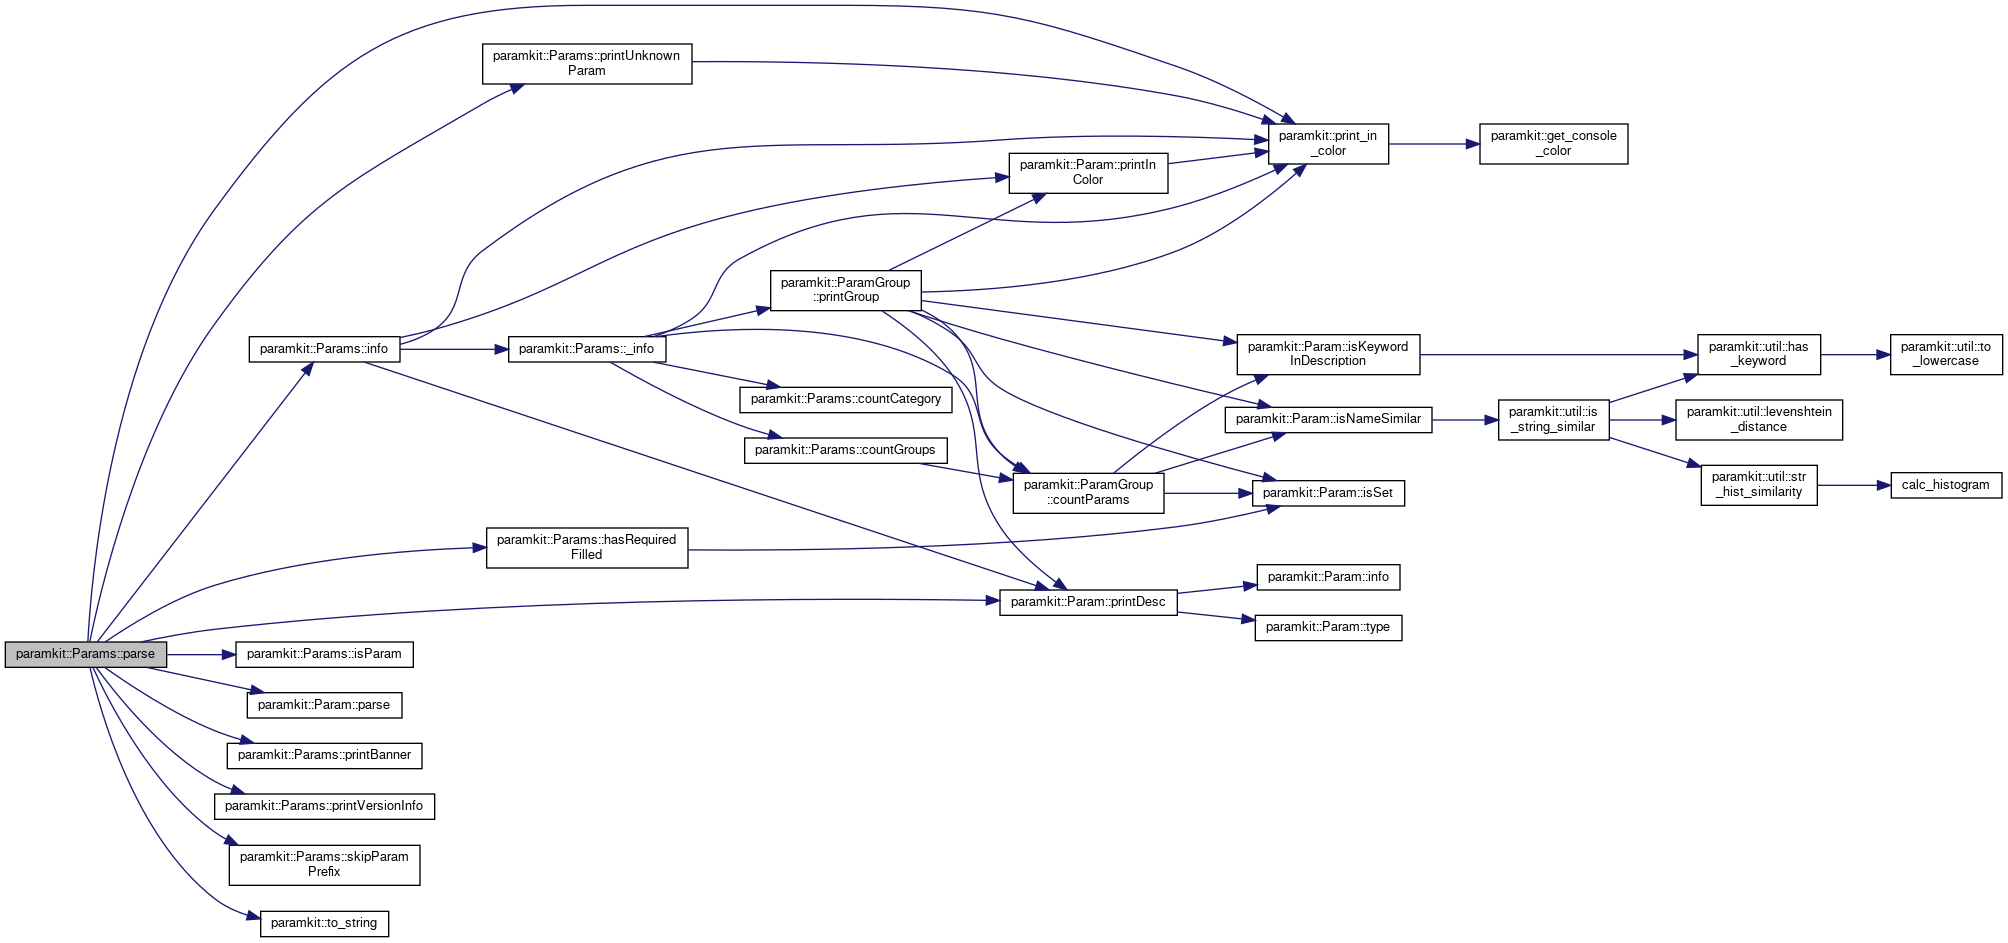 paramkit::Params::parse
paramkit::Params::info
paramkit::Params::isParam
paramkit::Param::parse
paramkit::Params::printBanner
paramkit::Params::printVersionInfo
paramkit::Params::skipParam
Prefix
paramkit::to_string
paramkit::Params::printUnknown
Param
paramkit::Params::_info
paramkit::Params::hasRequired
Filled
paramkit::ParamGroup
::printGroup
paramkit::Params::countCategory
paramkit::Params::countGroups
paramkit::Param::printIn
Color
paramkit::ParamGroup
::countParams
paramkit::Param::printDesc
paramkit::print_in
_color
paramkit::Param::isKeyword
InDescription
paramkit::Param::isNameSimilar
paramkit::Param::isSet
paramkit::Param::info
paramkit::Param::type
paramkit::get_console
_color
paramkit::util::is
_string_similar
paramkit::util::has
_keyword
paramkit::util::levenshtein
_distance
paramkit::util::str
_hist_similarity
paramkit::util::to
_lowercase
calc_histogram